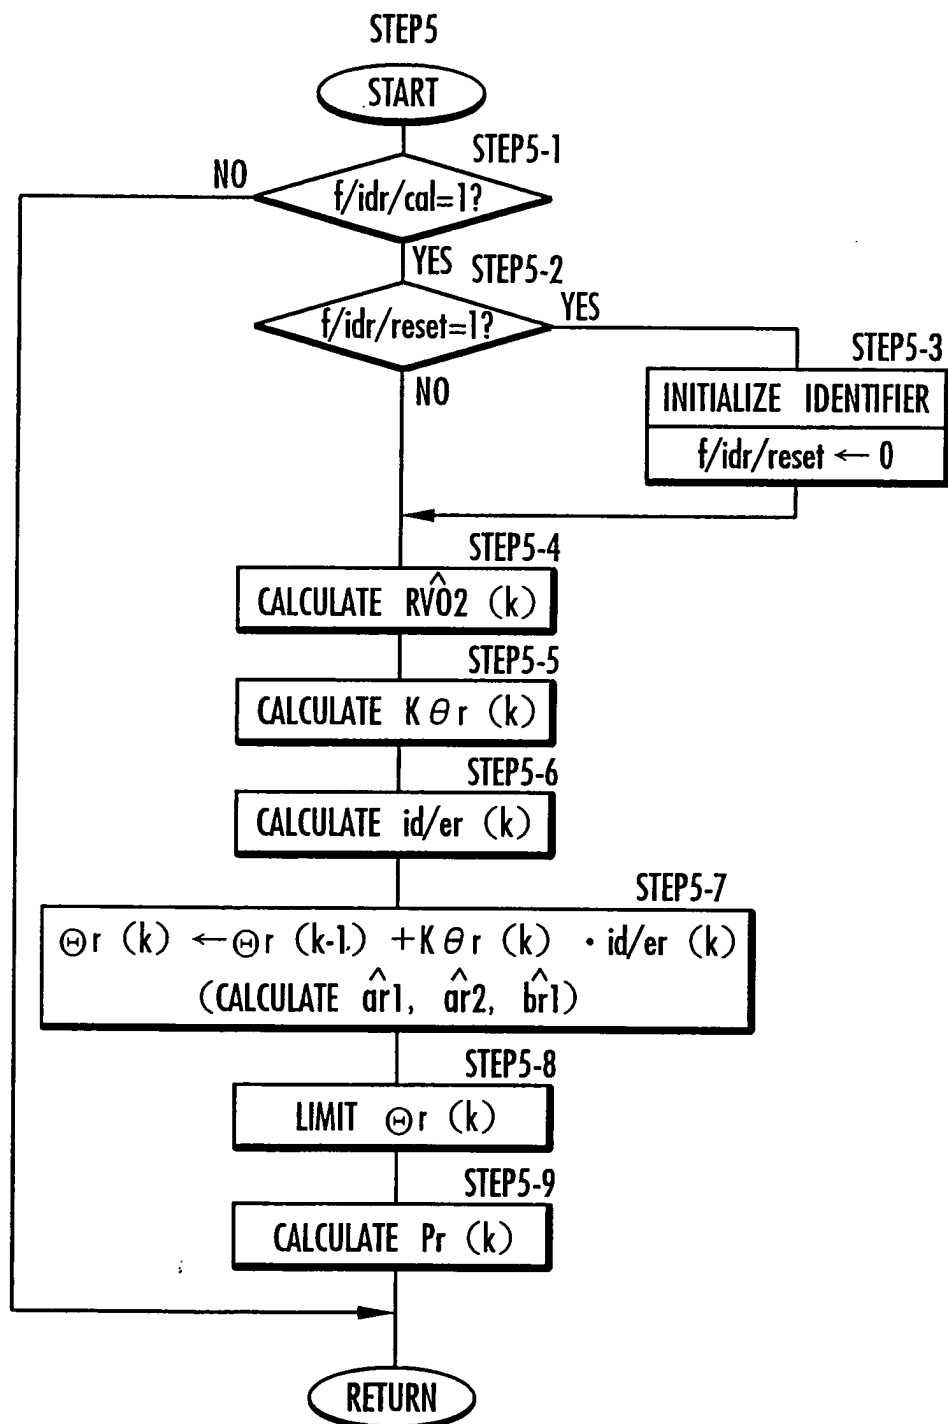 STEP5
START
STEP5-1
NO
f/idr/cal=1?
YES
STEP5-2
f/idr/reset=1?
YES
NO
STEP5-3
INITIALIZE IDENTIFIER
f/idr/reset ← 0
STEP5-4
CALCULATE RV̂O2 (k)
STEP5-5
CALCULATE Kθr (k)
STEP5-6
CALCULATE id/er (k)
STEP5-7
Θr (k) ← Θr (k-1) +Kθr (k) · id/er (k)
(CALCULATE âr1, âr2, b̂r1)
STEP5-8
LIMIT Θr (k)
STEP5-9
CALCULATE Pr (k)
RETURN